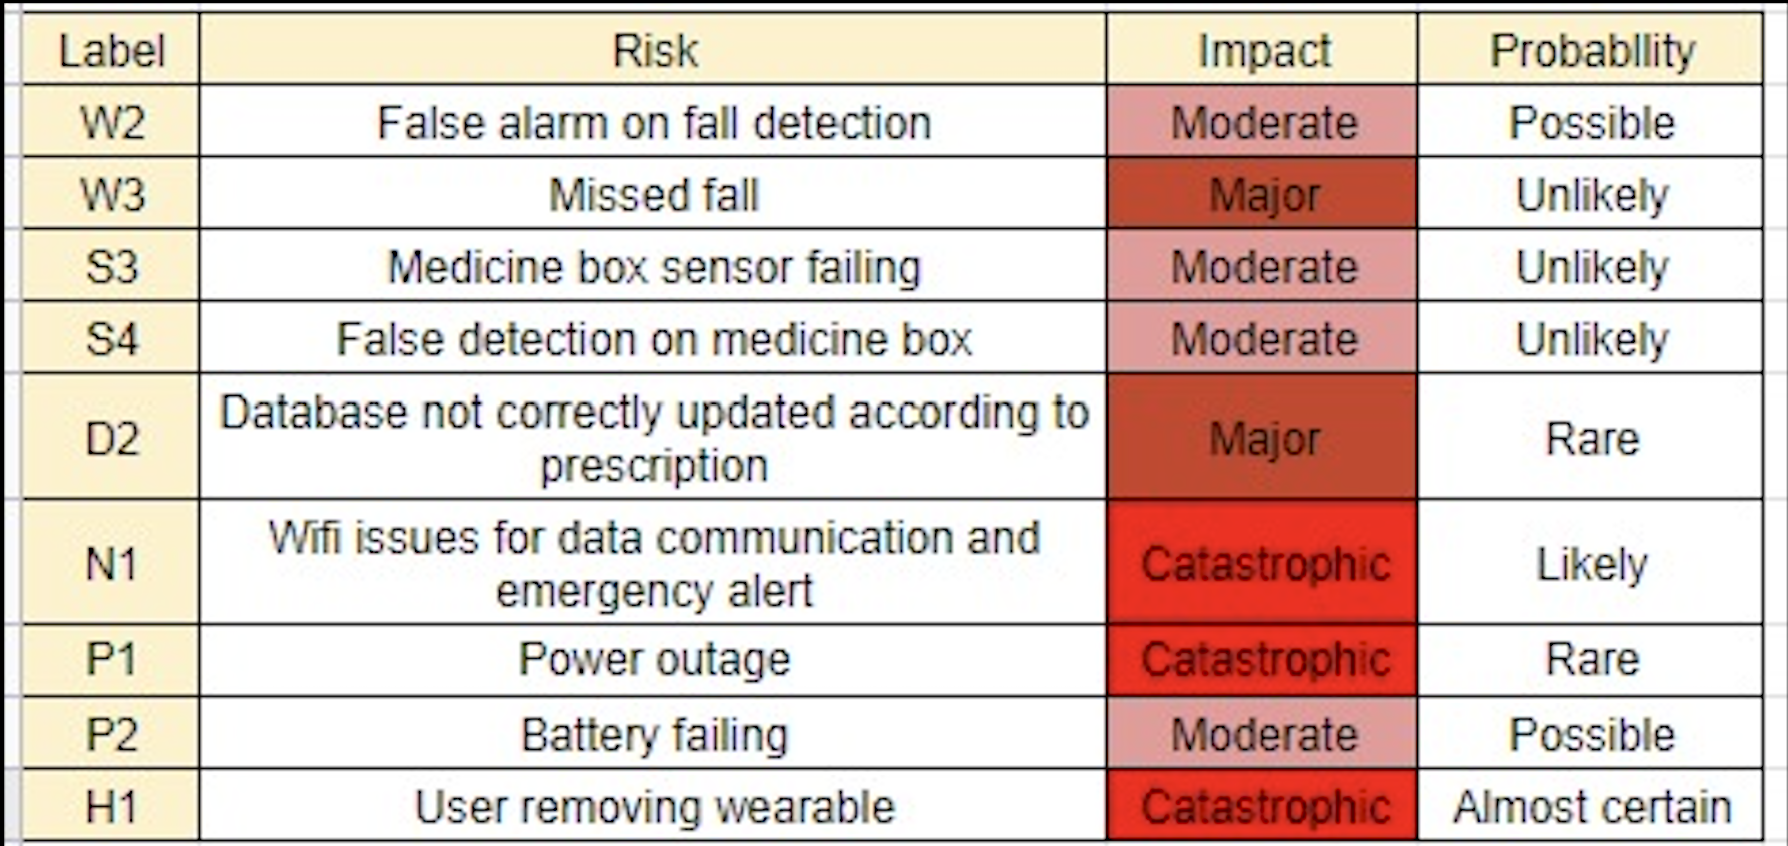 Label Risk Impact Probabllity
W2 False alarm on fall detection Moderate Possible
W3 Missed fall Major Unlikely
S3 Medicine box sensor failing Moderate Unlikely
S4 False detection on medicine box Moderate Unlikely
D2 Database not correctly updated according to
prescription Major Rare
N1 Wifi issues for data communication and
emergency alert Catastrophic Likely
P1 Power outage Catastrophic Rare
P2 Battery failing Moderate Possible
H1 User removing wearable Catastrophic Almost certain